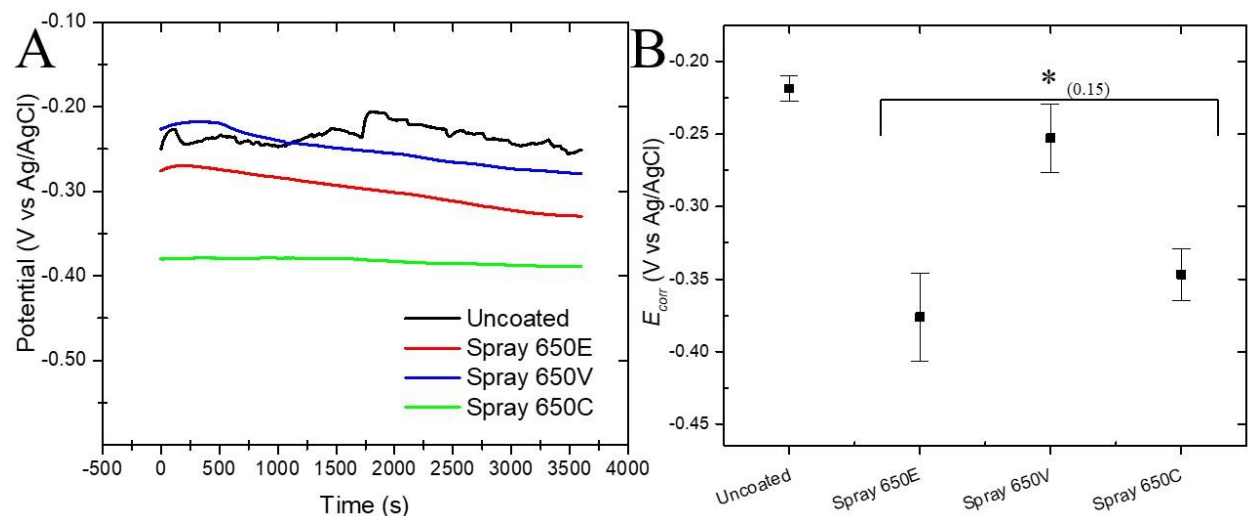 A
Potential (V vs Ag/AgCl)
-0.10
-0.20
-0.30
-0.40
-0.50
Uncoated
Spray 650E
Spray 650V
Spray 650C
-500 0 500 1000 1500 2000 2500 3000 3500 4000
Time (s)
B
E_corr (V vs Ag/AgCl)
-0.20
-0.25
-0.30
-0.35
-0.40
-0.45
* (0.15)
Uncoated
Spray 650E
Spray 650V
Spray 650C